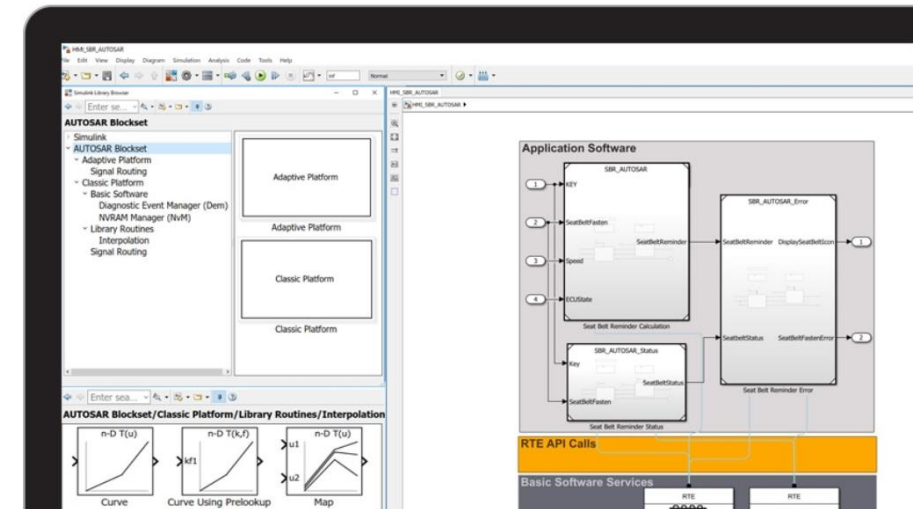 HMI_SBR_AUTOSAR
File Edit View Display Diagram Simulation Analysis Code Tools Help
inf Normal
Simulink Library Browser
Enter se...
AUTOSAR Blockset
Simulink
AUTOSAR Blockset
Adaptive Platform
Signal Routing
Classic Platform
Basic Software
Diagnostic Event Manager (Dem)
NVRAM Manager (NvM)
Library Routines
Interpolation
Signal Routing
Adaptive Platform
Adaptive Platform
Classic Platform
Classic Platform
Enter sea...
AUTOSAR Blockset/Classic Platform/Library Routines/Interpolation
n-D T(u)
Curve
n-D T(k,f)
kf1
Curve Using Prelookup
n-D T(u)
u1
u2
Map
HMI_SBR_AUTOSAR
HMI_SBR_AUTOSAR
Application Software
SBR_AUTOSAR
1 KEY
2 SeatBeltFasten
SeatBeltReminder
3 Speed
4 ECUState
Seat Belt Reminder Calculation
SBR_AUTOSAR_Status
Key
SeatBeltStatus
SeatBeltFasten
Seat Belt Reminder Status
SBR_AUTOSAR_Error
SeatBeltReminder DisplaySeatBeltIcon 1
SeatbeltStatus SeatBeltFastenError 2
Seat Belt Reminder Error
RTE API Calls
Basic Software Services
RTE
RTE